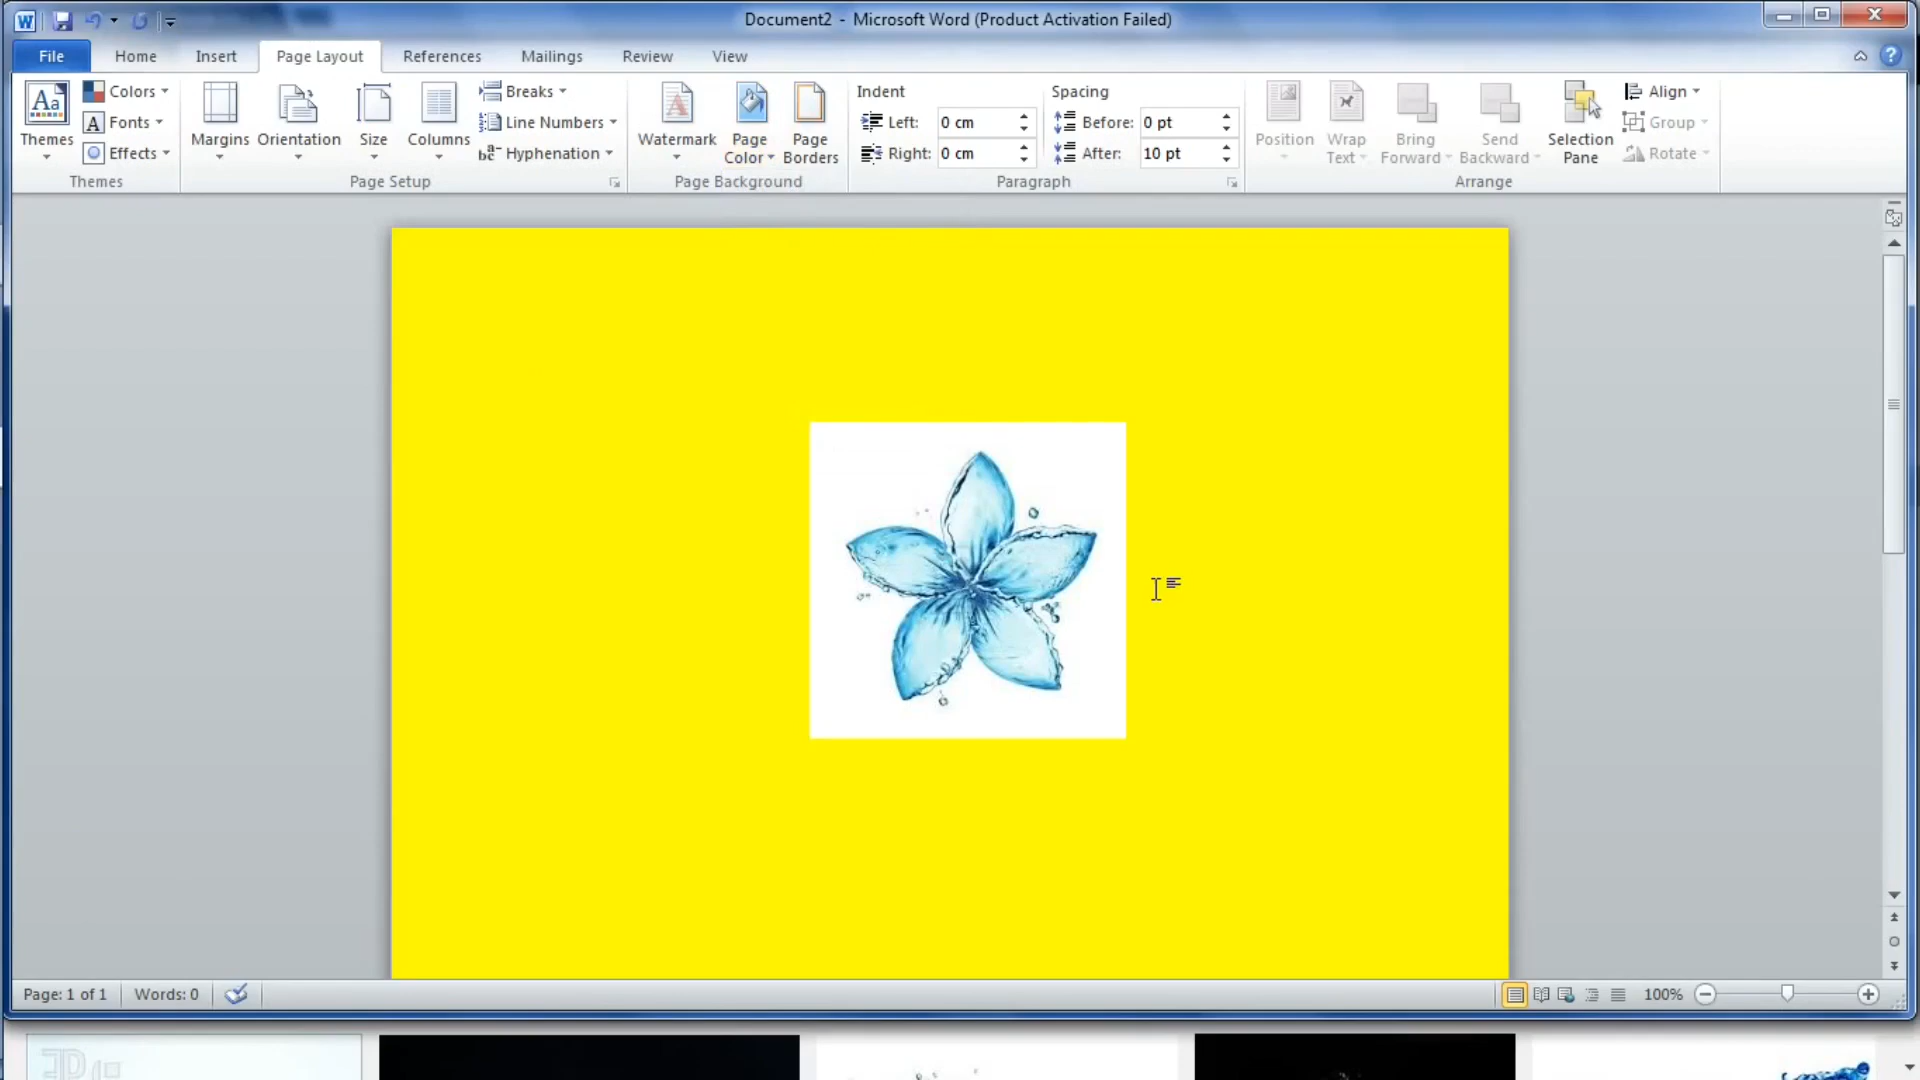 Document2 - Microsoft Word (Product Activation Failed)
File Home Insert Page Layout References Mailings Review View
Themes
Colors
Fonts
Effects
Themes
Margins
Orientation
Size
Columns
Breaks
Line Numbers
Hyphenation
Page Setup
Watermark
Page
Color
Page
Borders
Page Background
Indent
Left: 0 cm
Right: 0 cm
Spacing
Before: 0 pt
After: 10 pt
Paragraph
Position
Wrap
Text
Bring
Forward
Send
Backward
Selection
Pane
Align
Group
Rotate
Arrange
Page: 1 of 1 Words: 0 100%